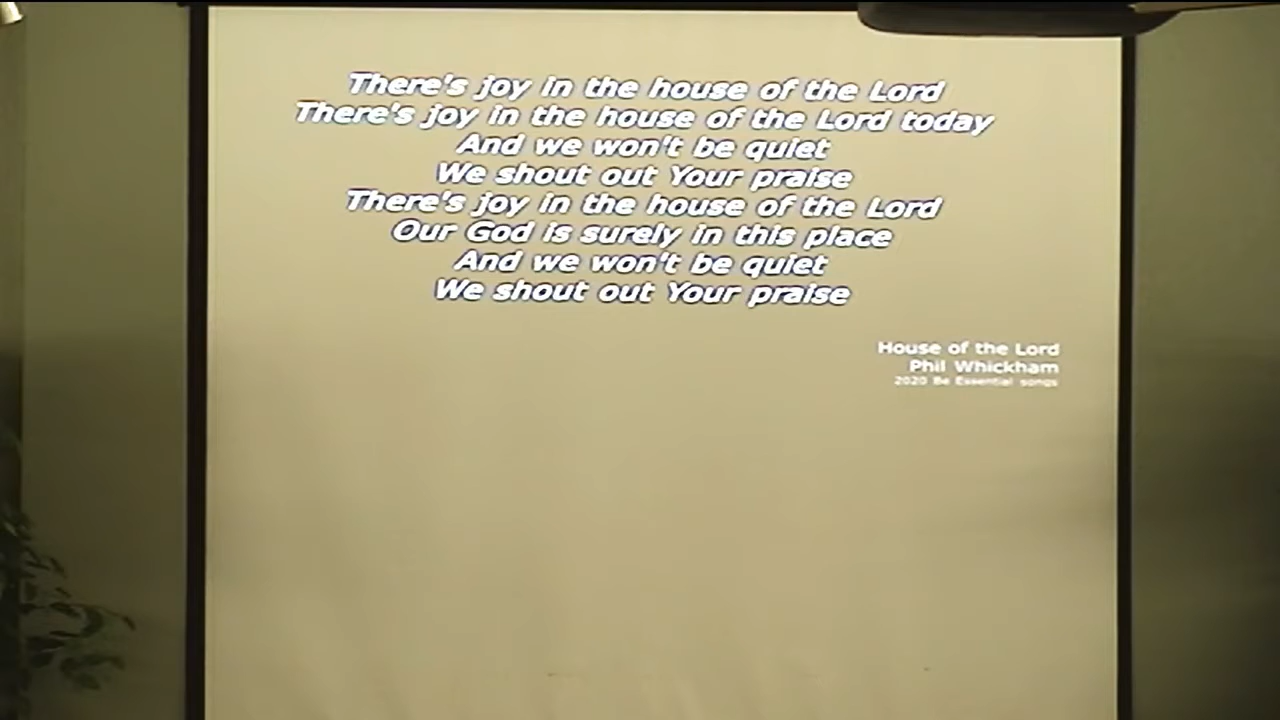 There's joy in the house of the Lord
There's joy in the house of the Lord today
And we won't be quiet
We shout out Your praise
There's joy in the house of the Lord
Our God is surely in this place
And we won't be quiet
We shout out Your praise
House of the Lord
Phil Whickham
2020 Be Essential songs